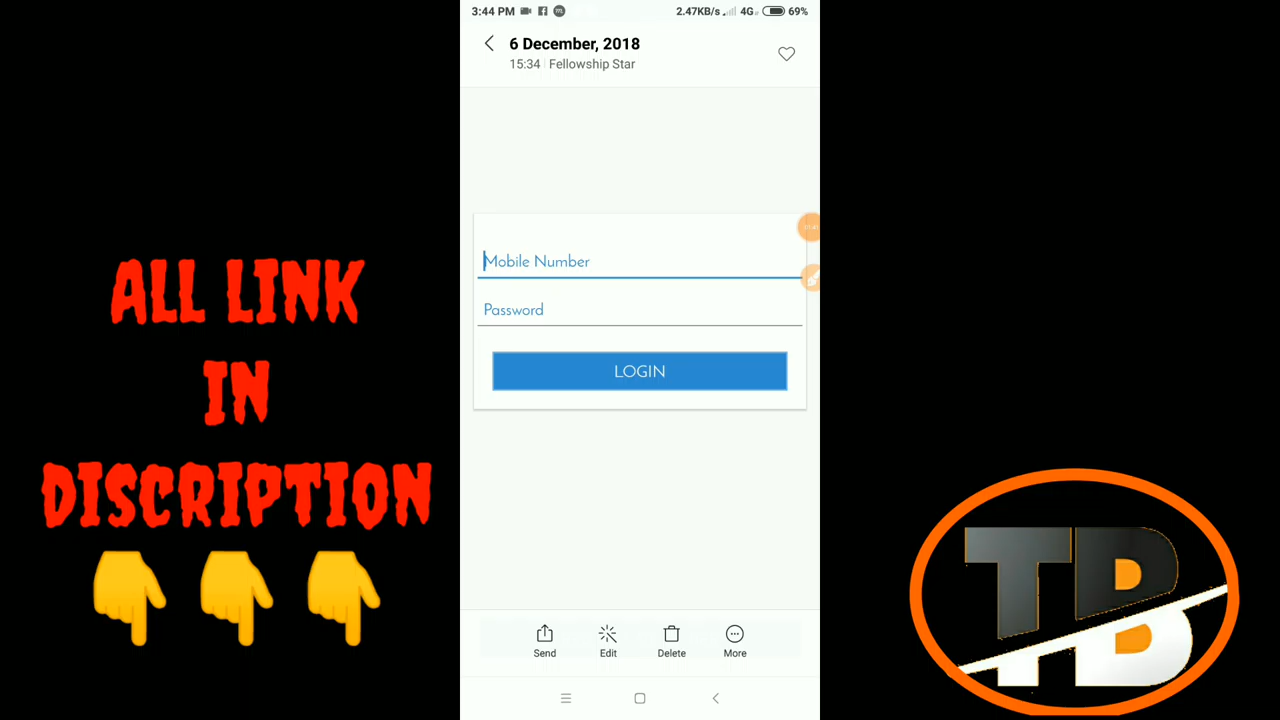 3:44 PM
2.47KB/s 4G 69%
6 December, 2018
15:34 Fellowship Star
Mobile Number
Password
LOGIN
ALL LINK
IN
DISCRIPTION
TB
Send Edit Delete More